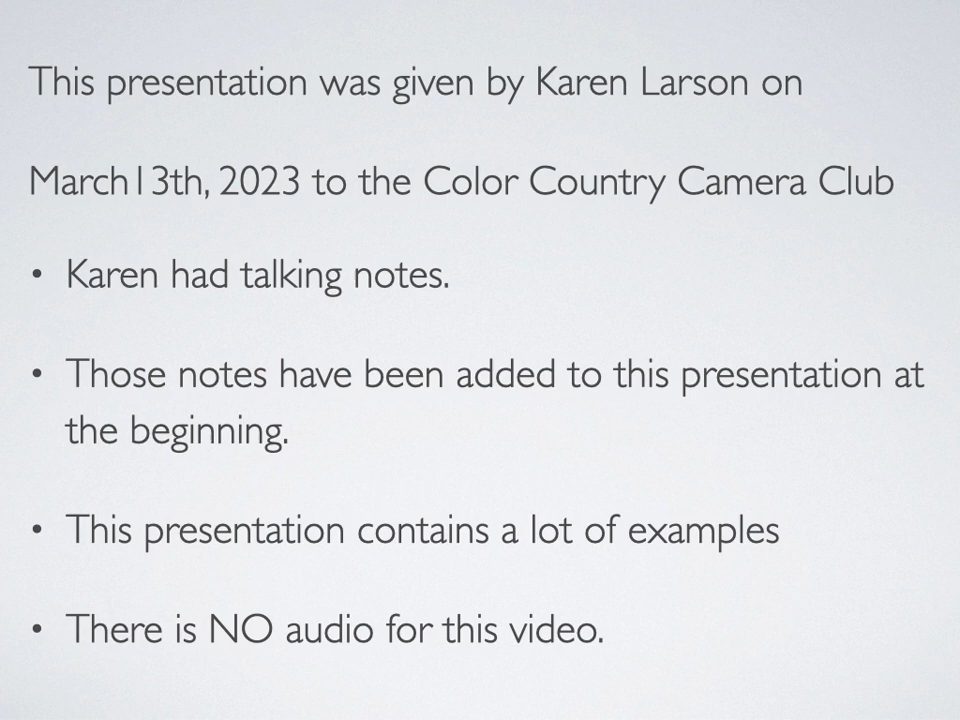 This presentation was given by Karen Larson on
March13th, 2023 to the Color Country Camera Club
• Karen had talking notes.
• Those notes have been added to this presentation at
the beginning.
• This presentation contains a lot of examples
• There is NO audio for this video.